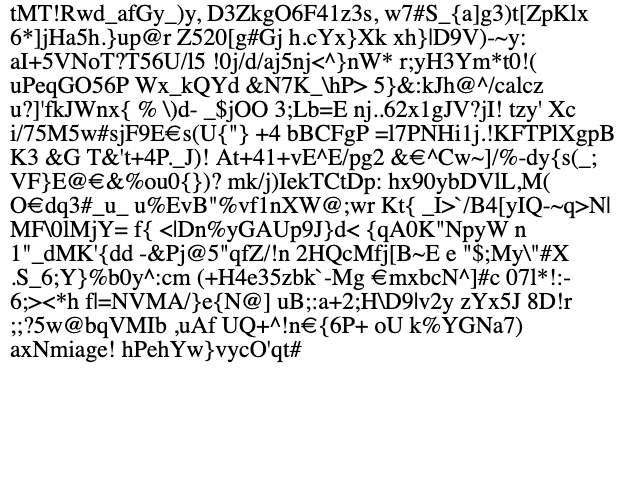 tMT!Rwd_afGy_)y, D3ZkgO6F41z3s, w7#S_{a]g3)t[ZpKlx
6*]jHa5h.}up@r Z520[g#Gj h.cYx}Xk xh}|D9V)-~y:
aI+5VNoT?T56U/l5 !0j/d/aj5nj<^}nW* r;yH3Ym*t0!(
uPeqGO56P Wx_kQYd &N7K_\hP> 5}&:kJh@^/calcz
u?]'fkJWnx{ % \)d- _$jOO 3;Lb=E nj..62x1gJV?jI! tzy' Xc
i/75M5w#sjF9E€s(U{"} +4 bBCFgP =l7PNHi1j.!KFTPlXgpB
K3 &G T&'t+4P._J)! At+41+vE^E/pg2 &€^Cw~]/%-dy{s(_;
VF}E@€&%ou0{})? mk/j)IekTCtDp: hx90ybDVlL,M(
O€dq3#_u_ u%EvB"%vf1nXW@;wr Kt{ _I>`/B4[yIQ-~q>N|
MF\0lMjY= f{ <|Dn%yGAUp9J}d< {qA0K"NpyW n
1"_dMK'{dd -&Pj@5"qfZ/!n 2HQcMfj[B~E e "$;My\"#X
.S_6;Y}%b0y^:cm (+H4e35zbk`-Mg €mxbcN^]#c 07l*!:-
6;><*h fl=NVMA/}e{N@] uB;:a+2;H\D9|v2y zYx5J 8D!r
;;?5w@bqVMIb ,uAf UQ+^!n€{6P+ oU k%YGNa7)
axNmiage! hPehYw}vycO'qt#